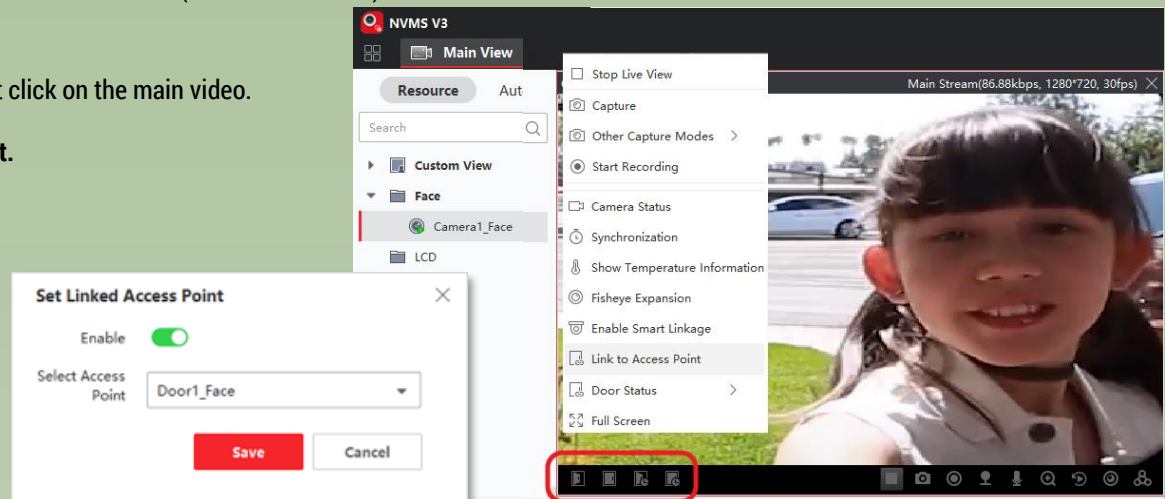 NVMS V3
Main View
t click on the main video.
t.
Resource
Aut
Search
Custom View
Face
Camera1_Face
LCD
Stop Live View
Capture
Other Capture Modes >
Start Recording
Camera Status
Synchronization
Show Temperature Information
Fisheye Expansion
Enable Smart Linkage
Link to Access Point
Door Status >
Full Screen
Main Stream(86.88kbps, 1280*720, 30fps)
Set Linked Access Point
Enable
Select Access
Point
Door1_Face
Save
Cancel